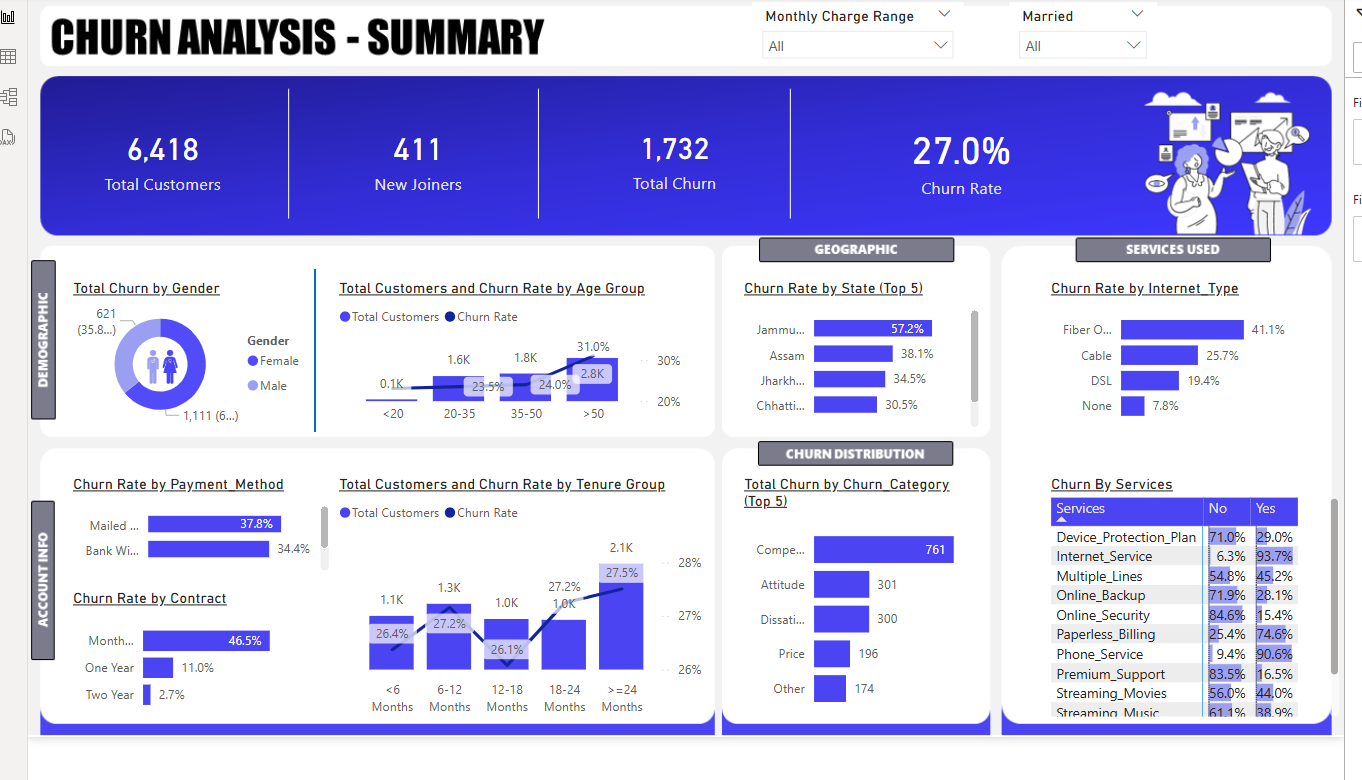 CHURN ANALYSIS - SUMMARY
Monthly Charge Range
All
Married
All
6,418
Total Customers
411
New Joiners
1,732
Total Churn
27.0%
Churn Rate
DEMOGRAPHIC
Total Churn by Gender
621
(35.8...)
1,111 (6...)
Gender
Female
Male
Total Customers and Churn Rate by Age Group
Total Customers Churn Rate
0.1K 1.6K 1.8K 31.0%
23.5% 24.0% 2.8K
30%
20%
<20 20-35 35-50 >50
GEOGRAPHIC
Churn Rate by State (Top 5)
Jammu... 57.2%
Assam 38.1%
Jharkh... 34.5%
Chhatti... 30.5%
SERVICES USED
Churn Rate by Internet_Type
Fiber O... 41.1%
Cable 25.7%
DSL 19.4%
None 7.8%
ACCOUNT INFO
Churn Rate by Payment_Method
Mailed ... 37.8%
Bank Wi... 34.4%
Churn Rate by Contract
Month... 46.5%
One Year 11.0%
Two Year 2.7%
Total Customers and Churn Rate by Tenure Group
Total Customers Churn Rate
1.1K 1.3K 1.0K 1.0K 2.1K
26.4% 27.2% 26.1% 27.2% 27.5%
28%
27%
26%
<6 Months
6-12 Months
12-18 Months
18-24 Months
>=24 Months
CHURN DISTRIBUTION
Total Churn by Churn_Category
(Top 5)
Compe... 761
Attitude 301
Dissati... 300
Price 196
Other 174
Churn By Services
Services No Yes
Device_Protection_Plan 71.0% 29.0%
Internet_Service 6.3% 93.7%
Multiple_Lines 54.8% 45.2%
Online_Backup 71.9% 28.1%
Online_Security 84.6% 15.4%
Paperless_Billing 25.4% 74.6%
Phone_Service 9.4% 90.6%
Premium_Support 83.5% 16.5%
Streaming_Movies 56.0% 44.0%
Streaming_Music 61.1% 38.9%